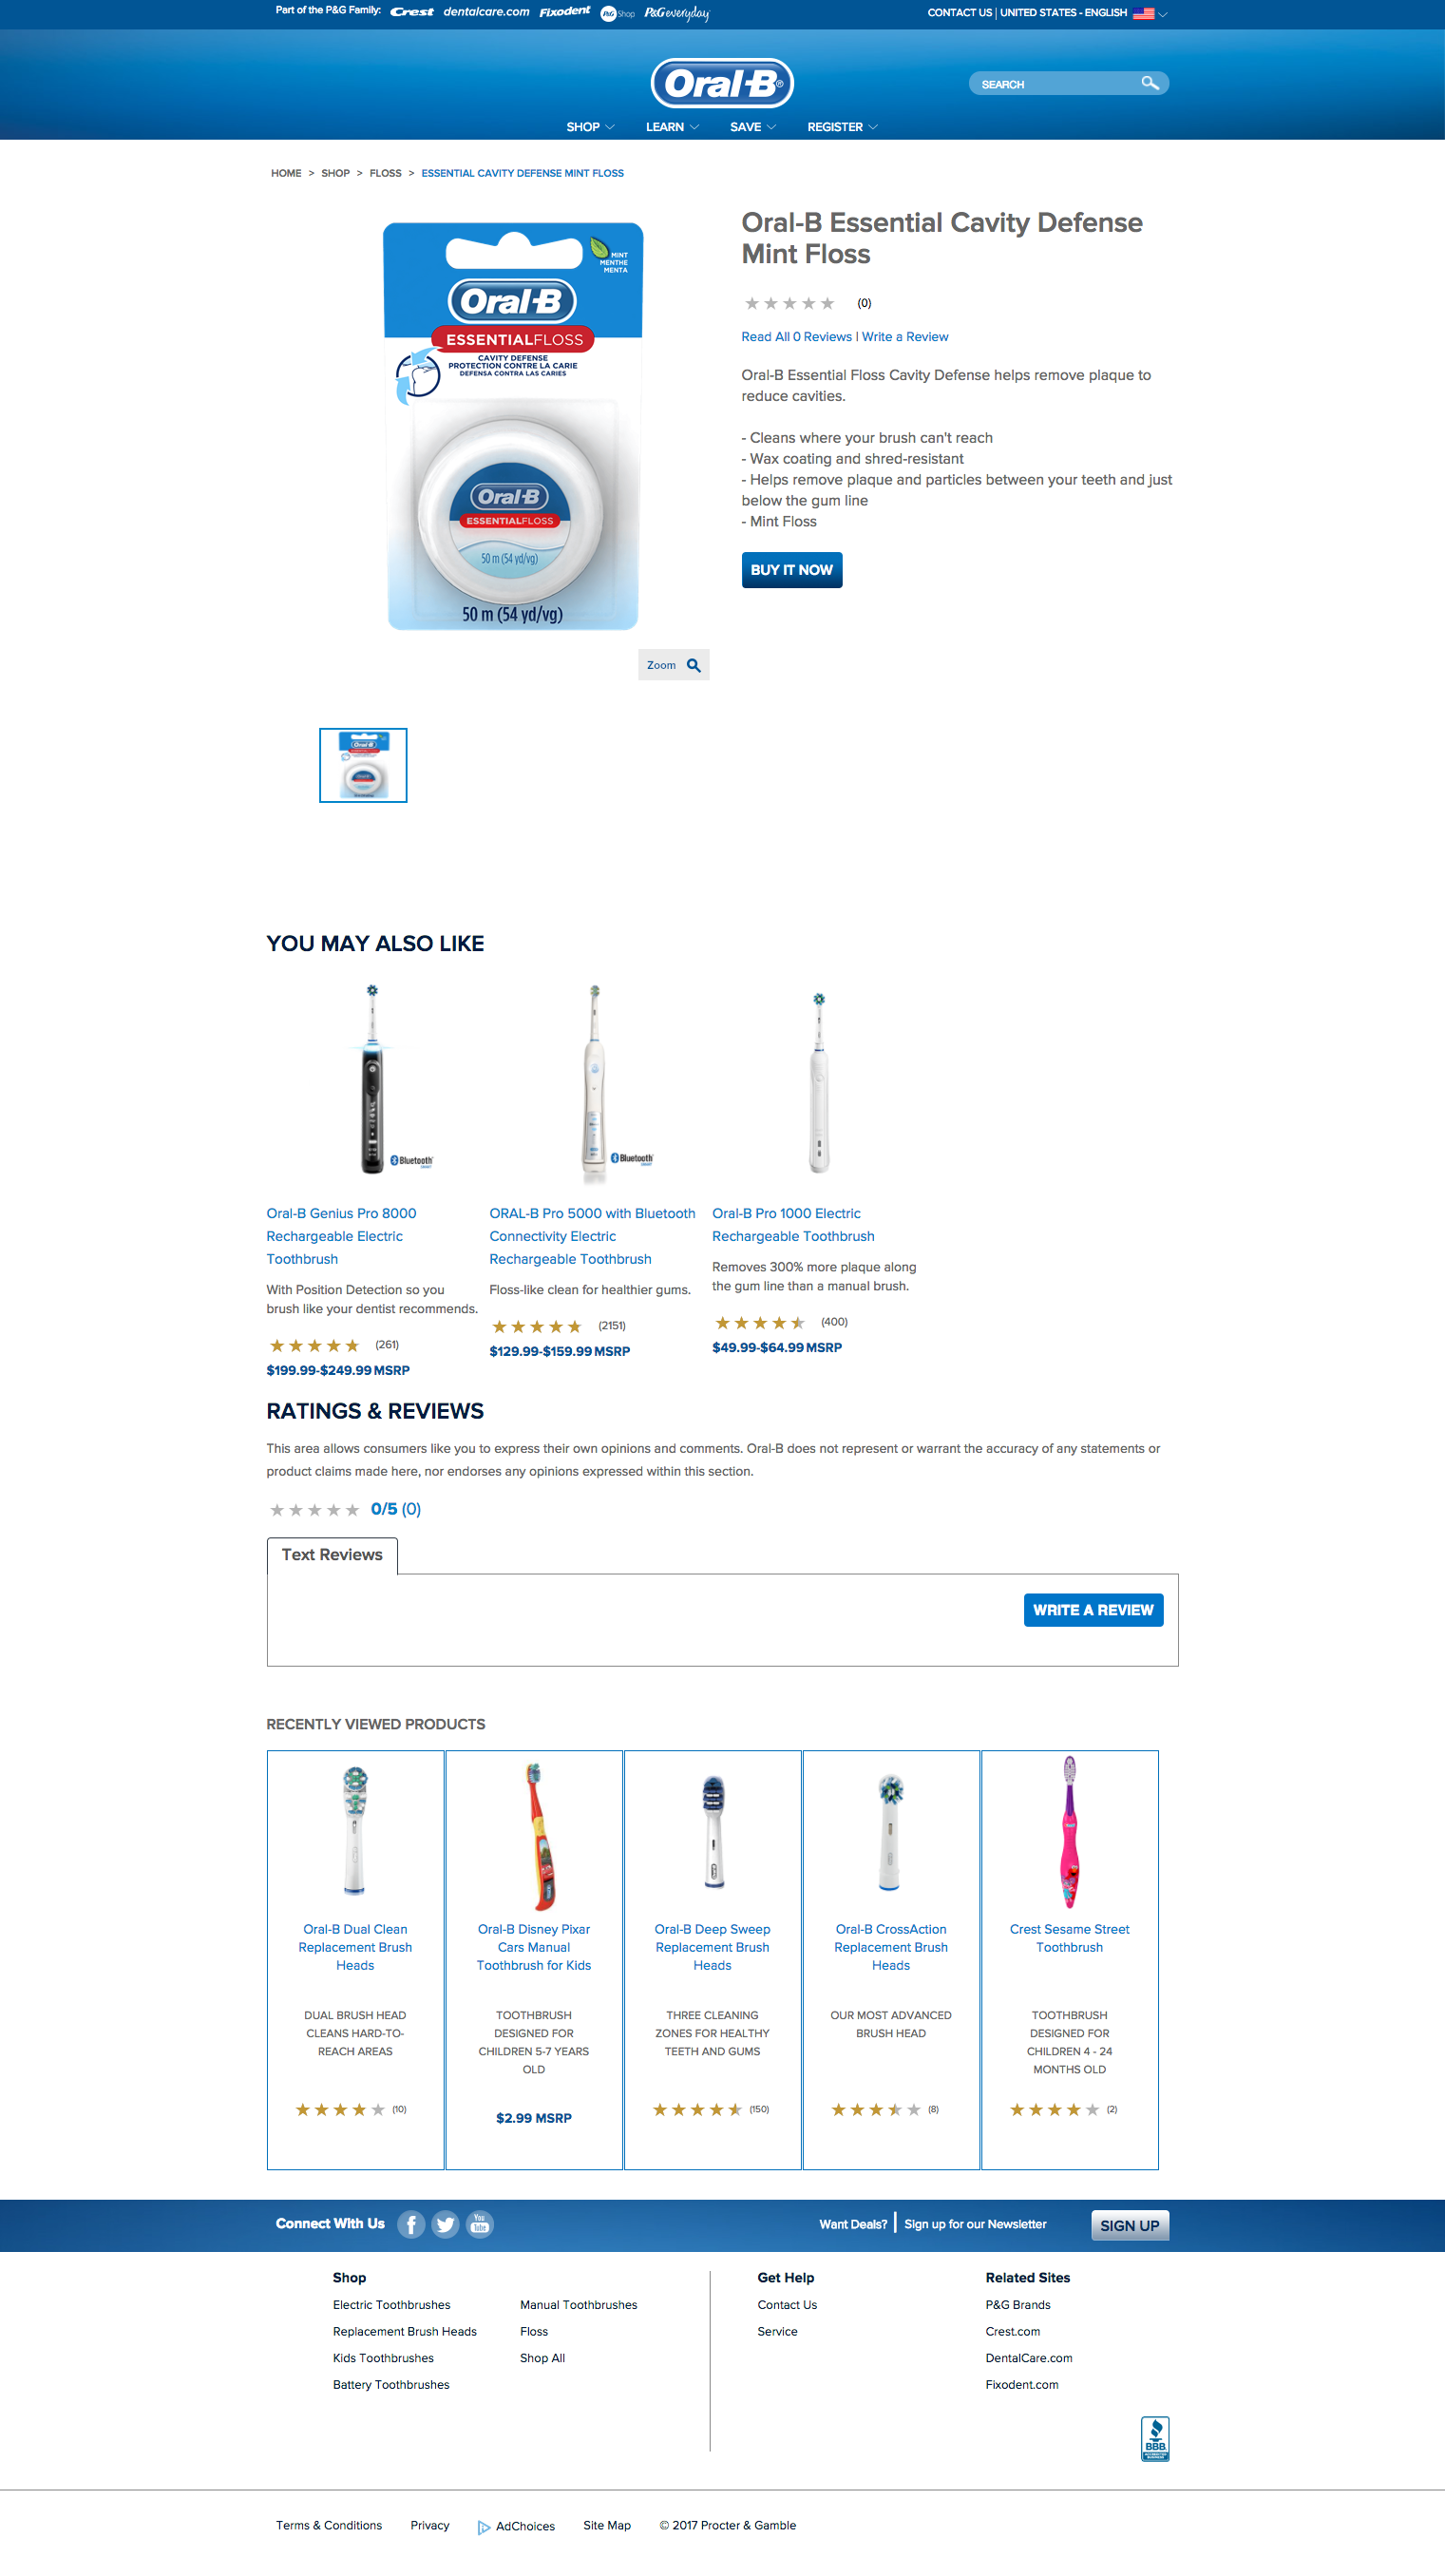 Part of the P&G Family: Crest dentalcare.com Fixodent P&G Shop P&G everyday
CONTACT US | UNITED STATES - ENGLISH
Oral-B®
SEARCH
SHOP LEARN SAVE REGISTER
HOME > SHOP > FLOSS > ESSENTIAL CAVITY DEFENSE MINT FLOSS
MINT
MENTHE
MENTA
Oral-B
ESSENTIALFLOSS
CAVITY DEFENSE
PROTECTION CONTRE LA CARIE
DEFENSA CONTRA LAS CARIES
Oral-B
ESSENTIALFLOSS
50 m (54 yd/vg)
50 m (54 yd/vg)
Zoom
Oral-B Essential Cavity Defense
Mint Floss
(0)
Read All 0 Reviews | Write a Review
Oral-B Essential Floss Cavity Defense helps remove plaque to
reduce cavities.
- Cleans where your brush can't reach
- Wax coating and shred-resistant
- Helps remove plaque and particles between your teeth and just
below the gum line
- Mint Floss
BUY IT NOW
Oral-B
YOU MAY ALSO LIKE
Bluetooth
Oral-B Genius Pro 8000
Rechargeable Electric
Toothbrush
With Position Detection so you
brush like your dentist recommends.
(261)
$199.99-$249.99 MSRP
Bluetooth
ORAL-B Pro 5000 with Bluetooth
Connectivity Electric
Rechargeable Toothbrush
Floss-like clean for healthier gums.
(2151)
$129.99-$159.99 MSRP
Oral-B Pro 1000 Electric
Rechargeable Toothbrush
Removes 300% more plaque along
the gum line than a manual brush.
(400)
$49.99-$64.99 MSRP
RATINGS & REVIEWS
This area allows consumers like you to express their own opinions and comments. Oral-B does not represent or warrant the accuracy of any statements or
product claims made here, nor endorses any opinions expressed within this section.
0/5 (0)
Text Reviews
WRITE A REVIEW
RECENTLY VIEWED PRODUCTS
Oral-B Dual Clean
Replacement Brush
Heads
DUAL BRUSH HEAD
CLEANS HARD-TO-
REACH AREAS
(10)
Oral-B Disney Pixar
Cars Manual
Toothbrush for Kids
TOOTHBRUSH
DESIGNED FOR
CHILDREN 5-7 YEARS
OLD
$2.99 MSRP
Oral-B Deep Sweep
Replacement Brush
Heads
THREE CLEANING
ZONES FOR HEALTHY
TEETH AND GUMS
(150)
Oral-B CrossAction
Replacement Brush
Heads
OUR MOST ADVANCED
BRUSH HEAD
(8)
Crest Sesame Street
Toothbrush
TOOTHBRUSH
DESIGNED FOR
CHILDREN 4 - 24
MONTHS OLD
(2)
Connect With Us
You
Tube
Want Deals? | Sign up for our Newsletter
SIGN UP
Shop
Electric Toothbrushes
Replacement Brush Heads
Kids Toothbrushes
Battery Toothbrushes
Manual Toothbrushes
Floss
Shop All
Get Help
Contact Us
Service
Related Sites
P&G Brands
Crest.com
DentalCare.com
Fixodent.com
BBB
Terms & Conditions Privacy AdChoices Site Map © 2017 Procter & Gamble